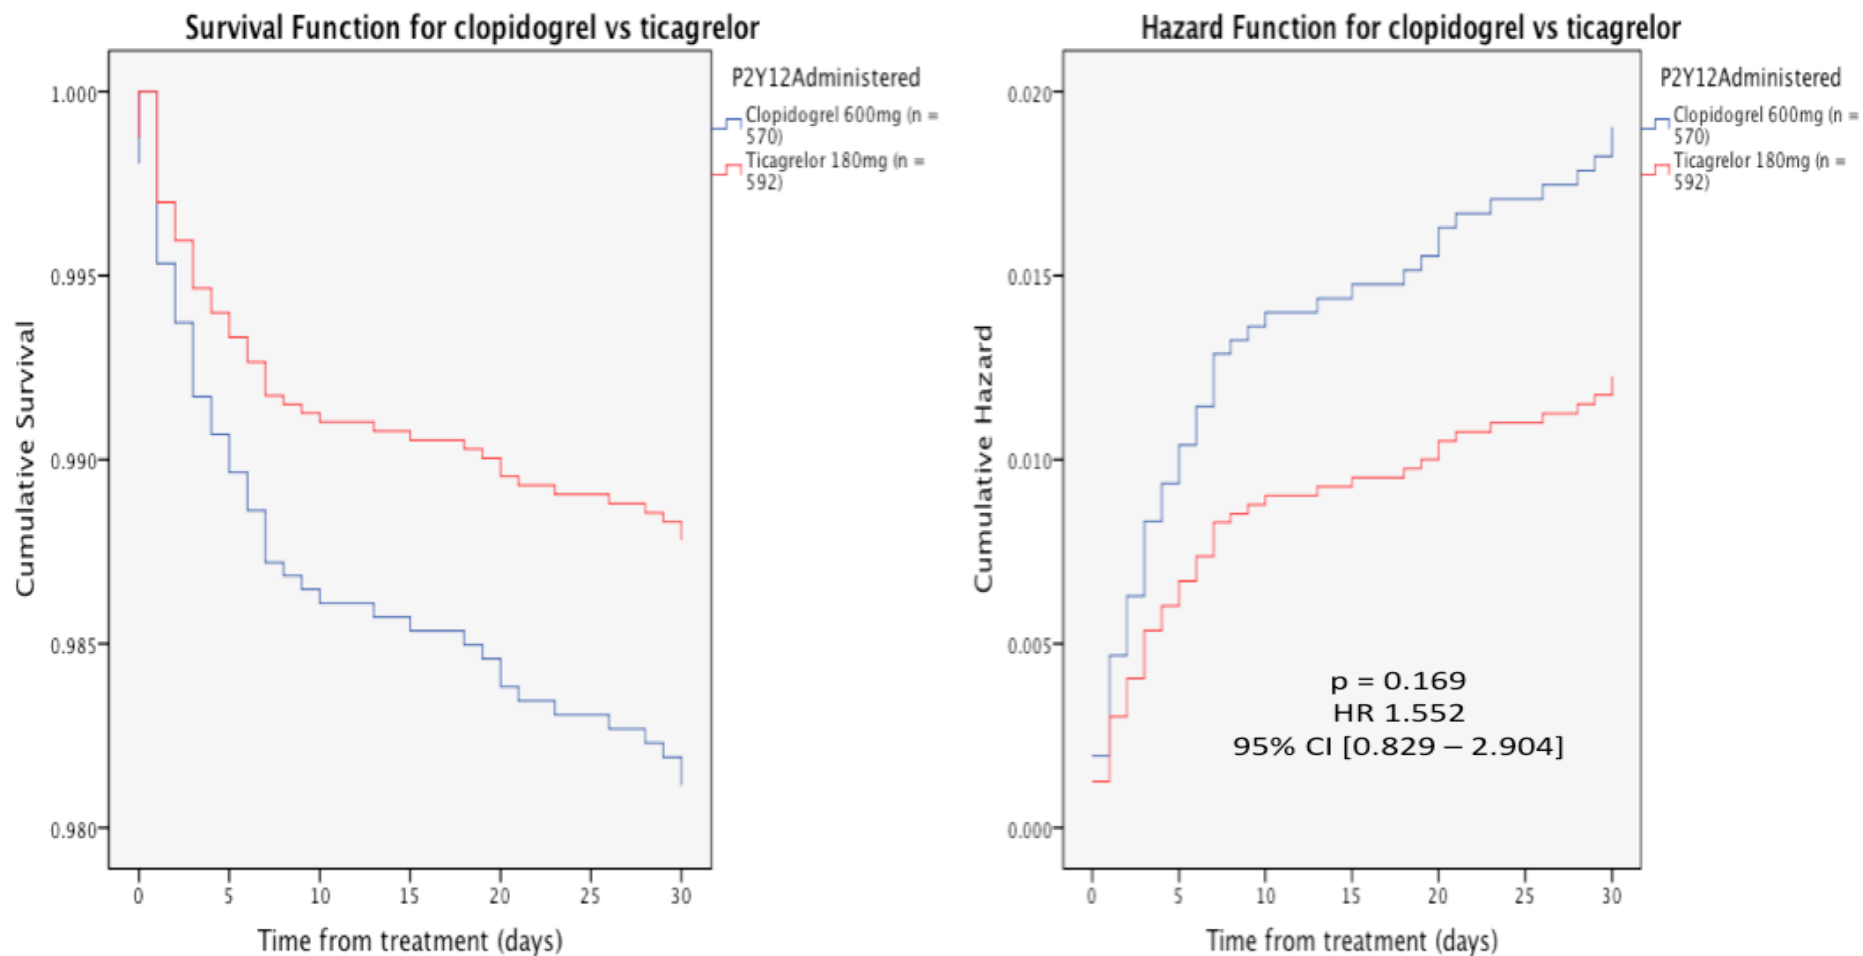 Survival Function for clopidogrel vs ticagrelor
P2Y12Administered
Clopidogrel 600mg (n =
570)
Ticagrelor 180mg (n =
592)
Cumulative Survival
1.000
0.995
0.990
0.985
0.980
0 5 10 15 20 25 30
Time from treatment (days)
Hazard Function for clopidogrel vs ticagrelor
P2Y12Administered
Clopidogrel 600mg (n =
570)
Ticagrelor 180mg (n =
592)
Cumulative Hazard
0.020
0.015
0.010
0.005
0.000
p = 0.169
HR 1.552
95% CI [0.829 – 2.904]
0 5 10 15 20 25 30
Time from treatment (days)